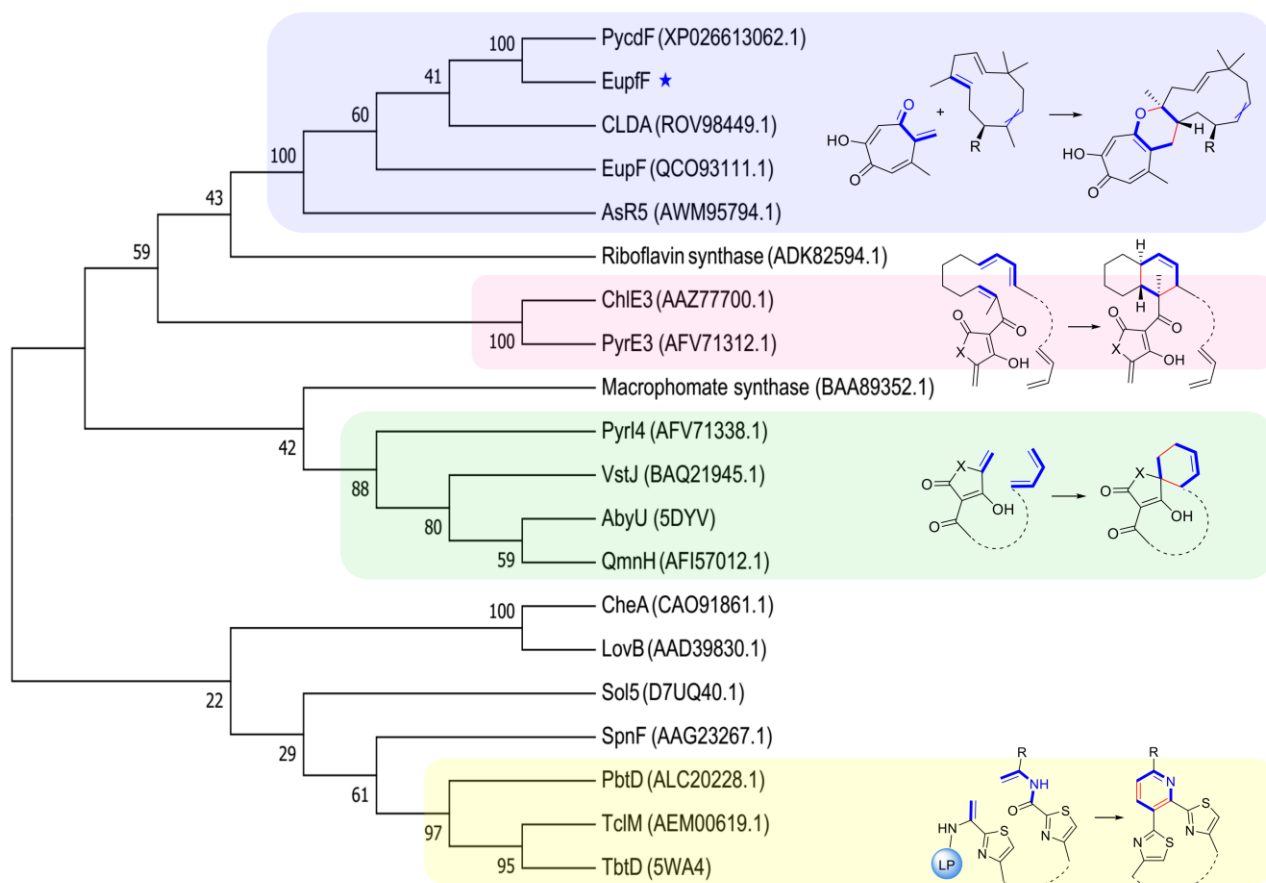 PycdF (XP026613062.1)
100
EupfF ★
41
CLDA (ROV98449.1)
60
EupF (QCO93111.1)
100
AsR5 (AWM95794.1)
O
+
HO
O
R
O
H
HO
O
R
43
Riboflavin synthase (ADK82594.1)
59
ChlE3 (AAZ77700.1)
100
PyrE3 (AFV71312.1)
O
O
O
X
OH
H
H
O
O
O
X
OH
Macrophomate synthase (BAA89352.1)
42
PyrI4 (AFV71338.1)
88
VstJ (BAQ21945.1)
80
AbyU (5DYV)
59
QmnH (AFI57012.1)
X
O
OH
O
X
O
OH
O
CheA (CAO91861.1)
100
LovB (AAD39830.1)
22
Sol5 (D7UQ40.1)
29
SpnF (AAG23267.1)
61
PbtD (ALC20228.1)
97
TclM (AEM00619.1)
95
TbtD (5WA4)
R
NH
O
S
N
HN
S
N
LP
R
N
S
N
S
N